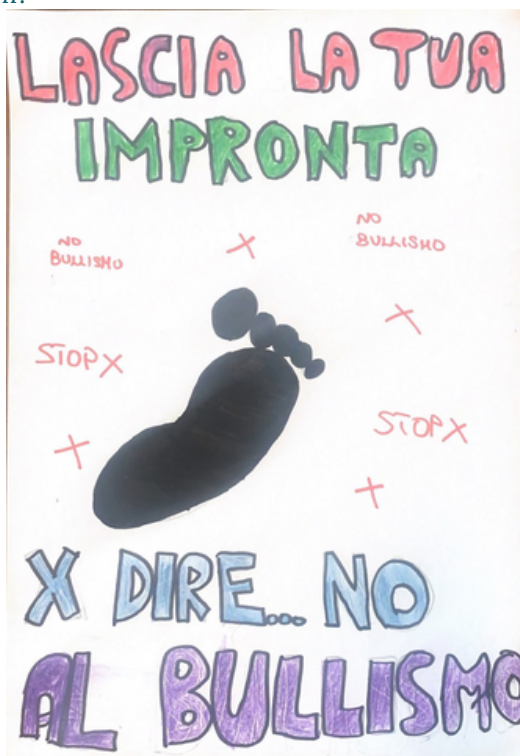 LASCIA LA TUA
IMPRONTA
NO
BULLISMO
NO
BULLISMO
STOP X
STOP X
X DIRE... NO
AL BULLISMO